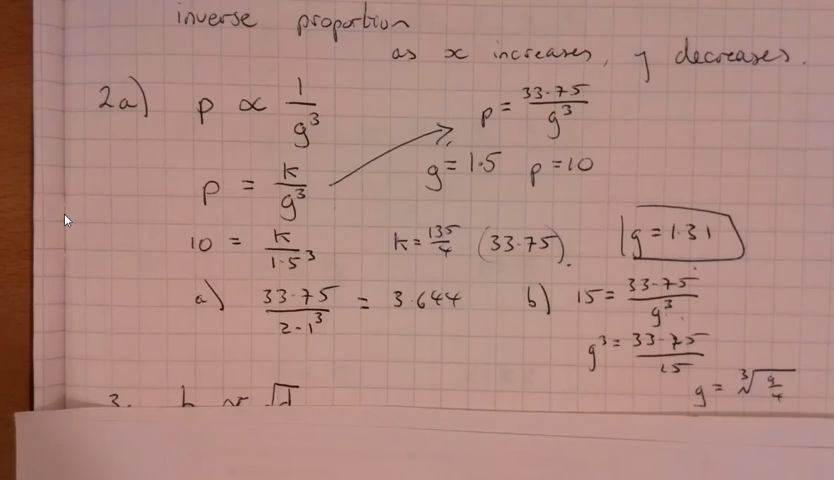 inverse proportion
as x increases, y decreases.
2a) p ∝ 1/g³
p = k/g³
p = 33·75/g³
g = 1·5 p = 10
10 = k/1·5³
k = 135/4 (33·75).
g = 1·31
a) 33·75/2·1³ = 3·644
b) 15 = 33·75/g³
g³ = 33·75/15
g = ³√9/4
3.